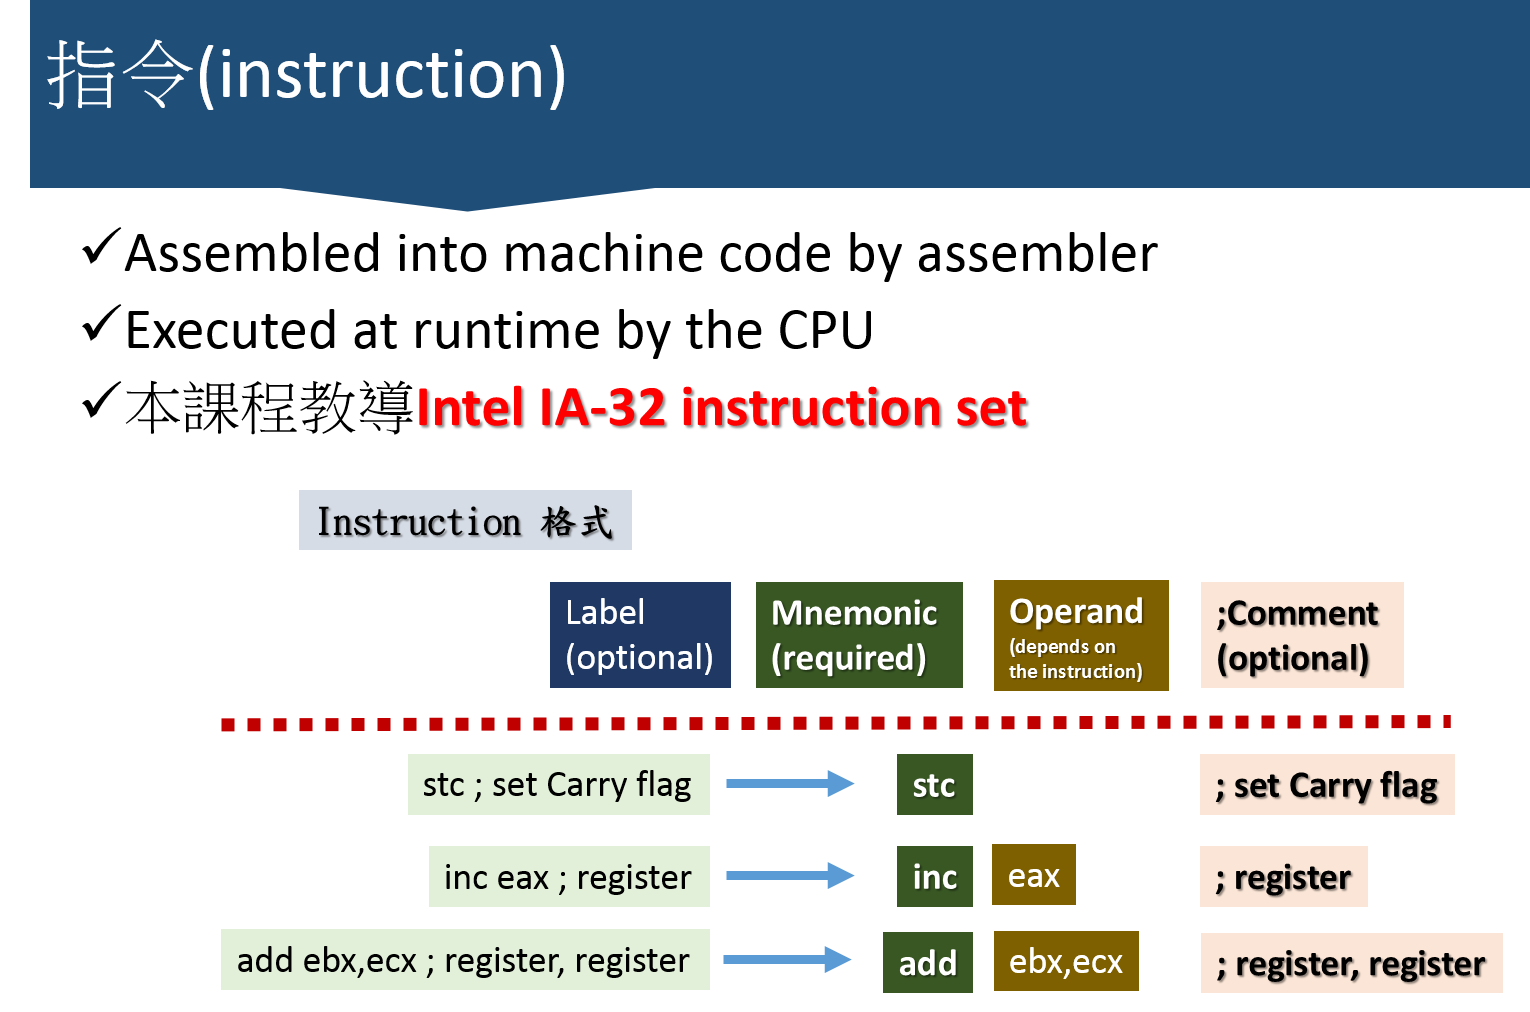 指令(instruction)
✓Assembled into machine code by assembler
✓Executed at runtime by the CPU
✓本課程教導Intel IA-32 instruction set
Instruction 格式
Label
(optional)
Mnemonic
(required)
Operand
(depends on
the instruction)
;Comment
(optional)
stc ; set Carry flag
stc
; set Carry flag
inc eax ; register
inc
eax
; register
add ebx,ecx ; register, register
add
ebx,ecx
; register, register